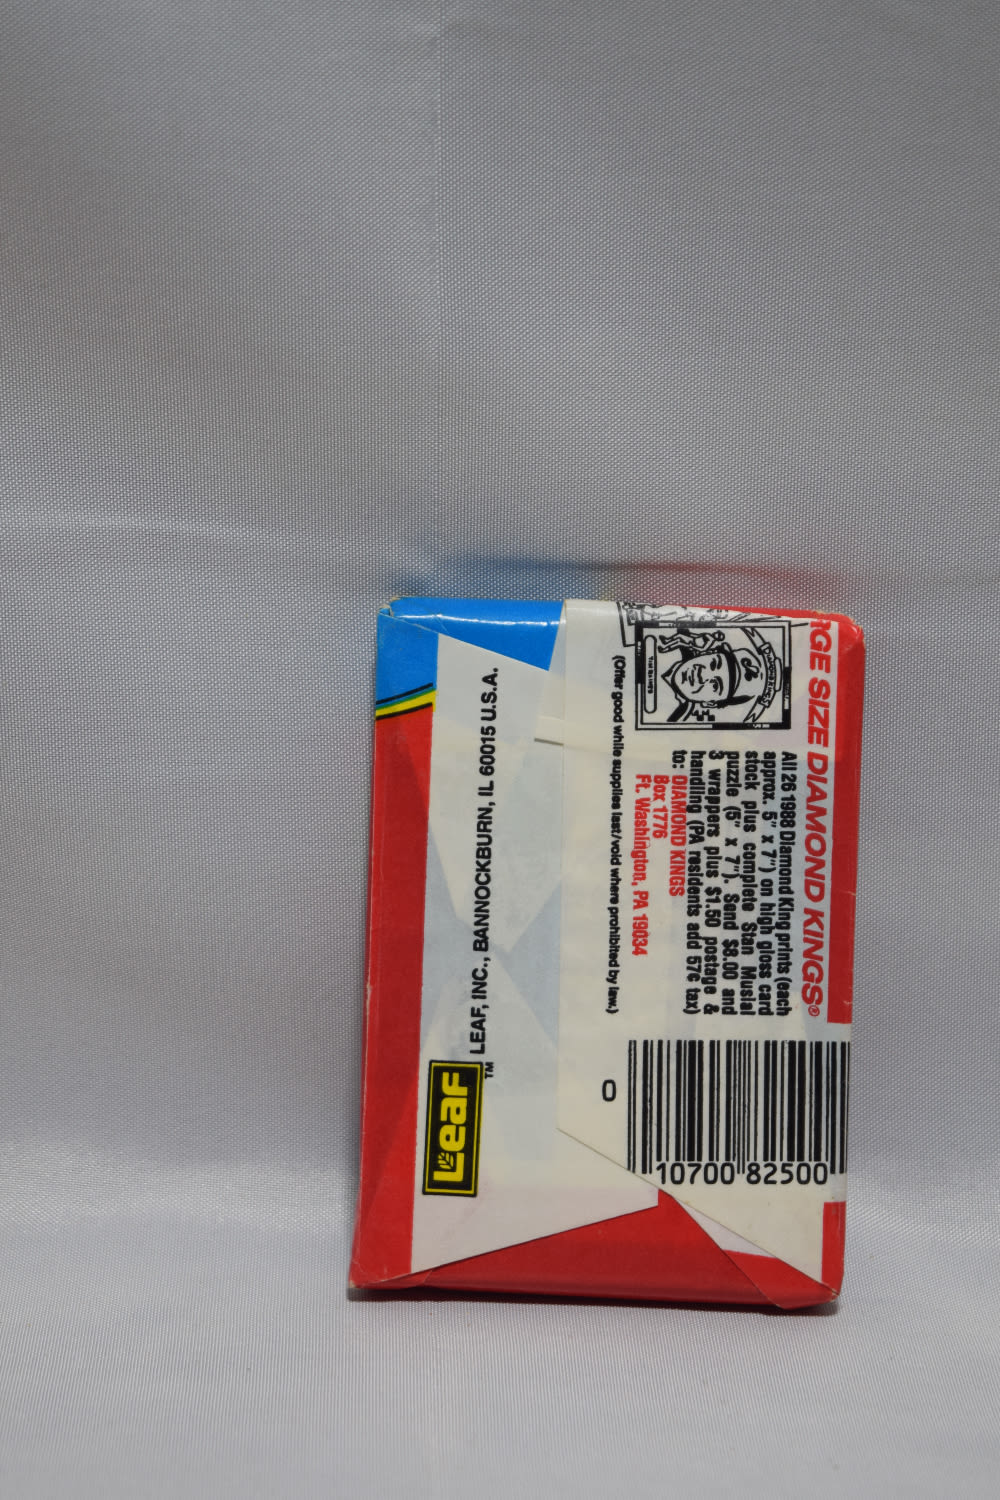 RGE SIZE DIAMOND KINGS®
All 26 1988 Diamond King prints (each
approx. 5" x 7") on high gloss card
stock plus complete Stan Musial
puzzle (5" x 7"). Send $8.00 and
3 wrappers plus $1.50 postage &
handling (PA residents add 57¢ tax)
to: DIAMOND KINGS
Box 1776
Ft. Washington, PA 19034
(Offer good while supplies last/void where prohibited by law.)
DIAMOND KINGS
0
10700 82500
Leaf
™
LEAF, INC., BANNOCKBURN, IL 60015 U.S.A.